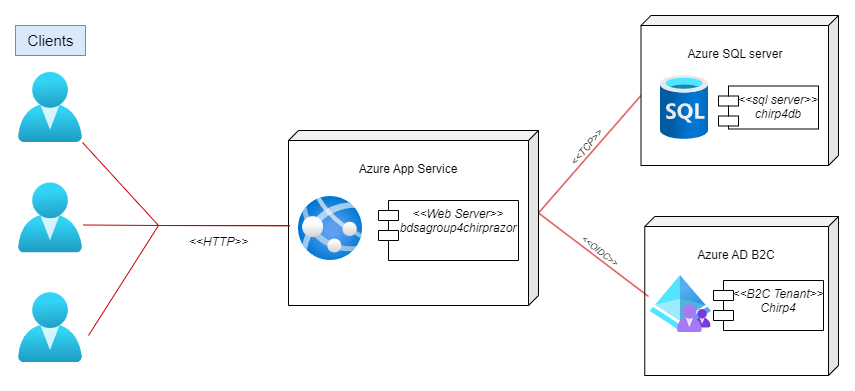 Clients
<<HTTP>>
Azure App Service
<<Web Server>>
bdsagroup4chirprazor
<<TCP>>
<<OIDC>>
Azure SQL server
SQL
<<sql server>>
chirp4db
Azure AD B2C
<<B2C Tenant>>
Chirp4